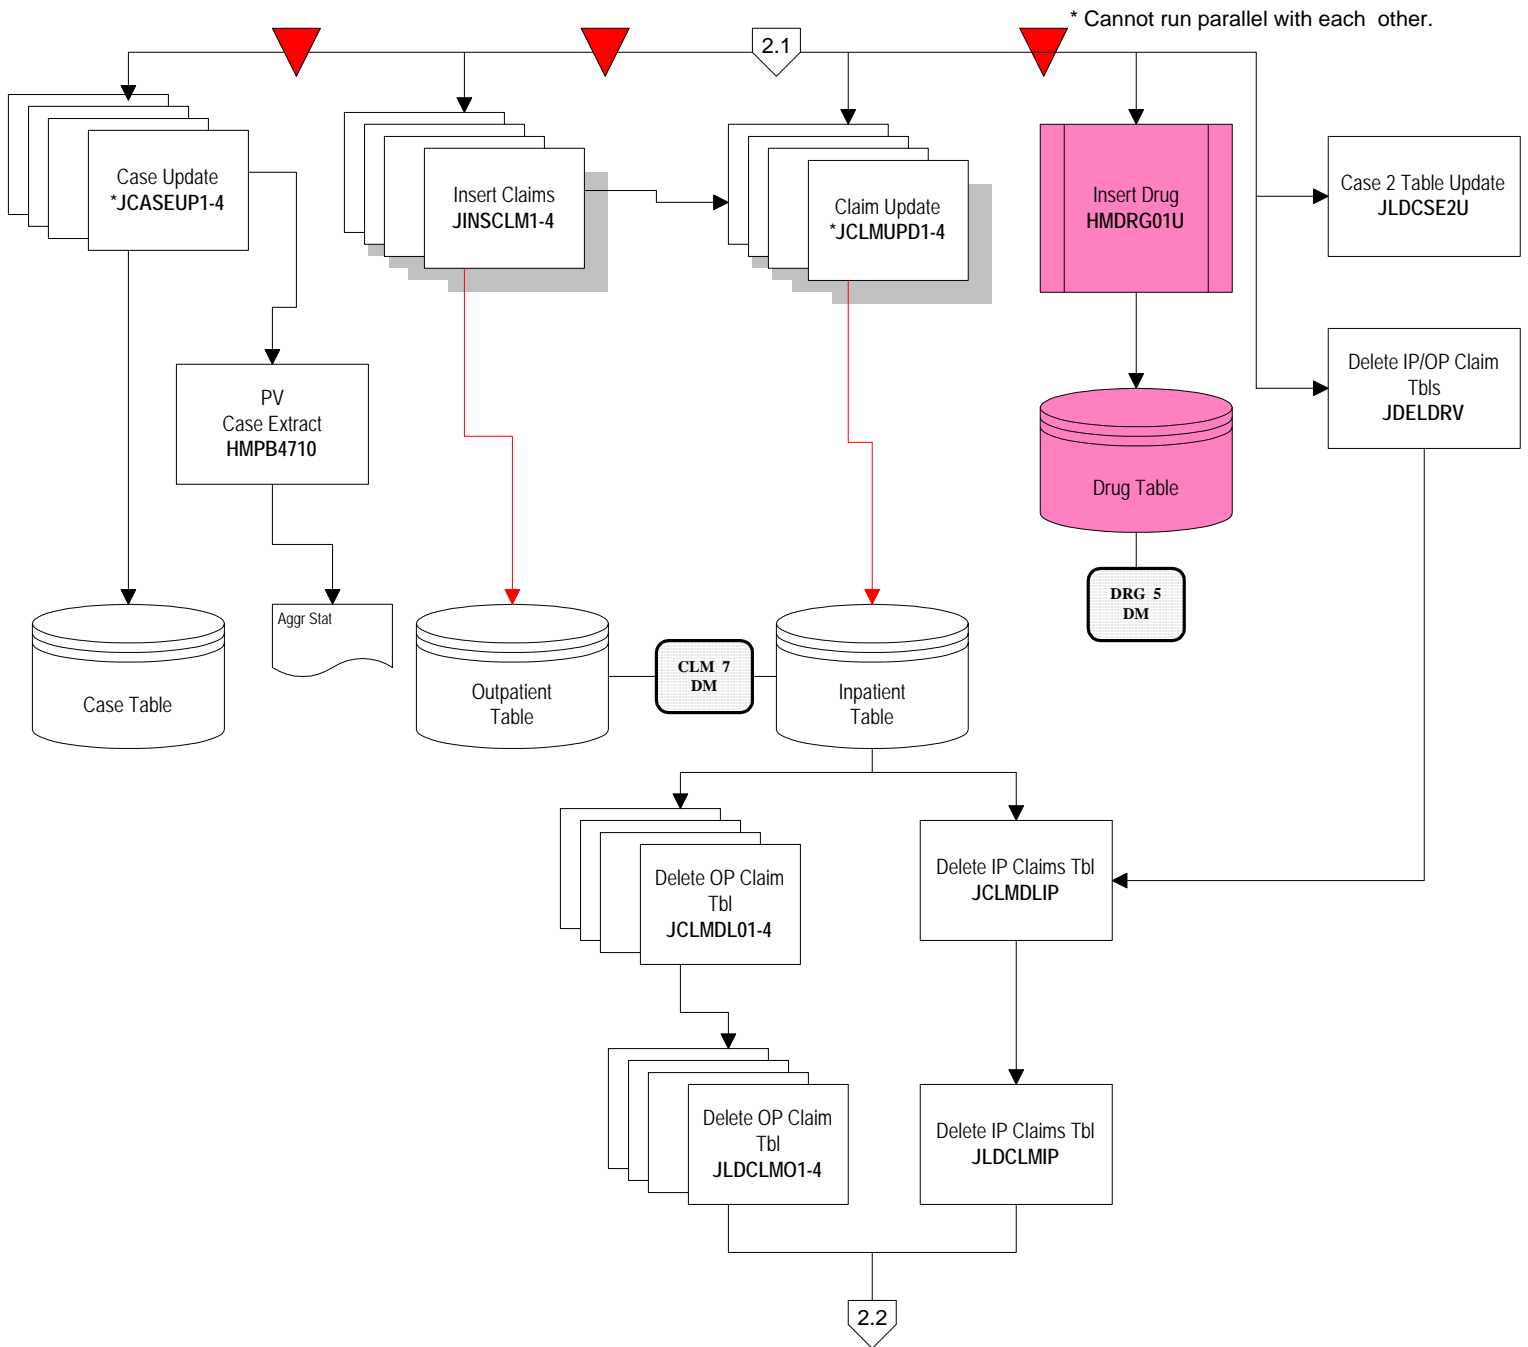 * Cannot run parallel with each other.
2.1
Case Update
*JCASEUP1-4
Insert Claims
JINSCLM1-4
Claim Update
*JCLMUPD1-4
Insert Drug
HMDRG01U
Case 2 Table Update
JLDCSE2U
PV
Case Extract
HMPB4710
Delete IP/OP Claim
Tbls
JDELDRV
Drug Table
DRG 5
DM
Aggr Stat
Case Table
Outpatient
Table
CLM 7
DM
Inpatient
Table
Delete OP Claim
Tbl
JCLMDL01-4
Delete IP Claims Tbl
JCLMDLIP
Delete OP Claim
Tbl
JLDCLMO1-4
Delete IP Claims Tbl
JLDCLMIP
2.2